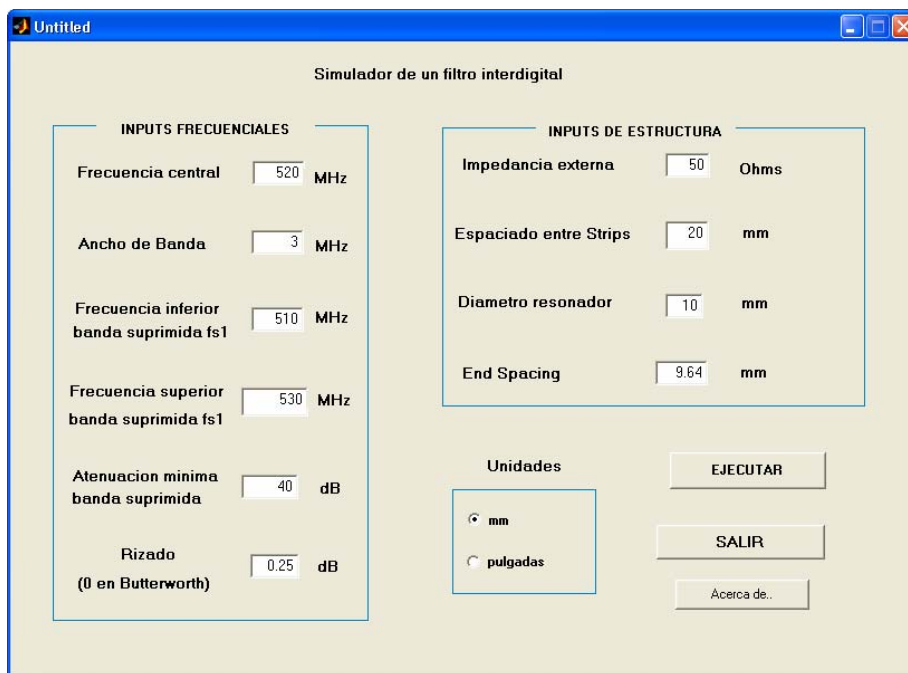 Untitled
Simulador de un filtro interdigital
INPUTS FRECUENCIALES
Frecuencia central 520 MHz
Ancho de Banda 3 MHz
Frecuencia inferior
banda suprimida fs1 510 MHz
Frecuencia superior
banda suprimida fs1 530 MHz
Atenuacion minima
banda suprimida 40 dB
Rizado
(0 en Butterworth) 0.25 dB
INPUTS DE ESTRUCTURA
Impedancia externa 50 Ohms
Espaciado entre Strips 20 mm
Diametro resonador 10 mm
End Spacing 9.64 mm
Unidades
mm
pulgadas
EJECUTAR
SALIR
Acerca de..